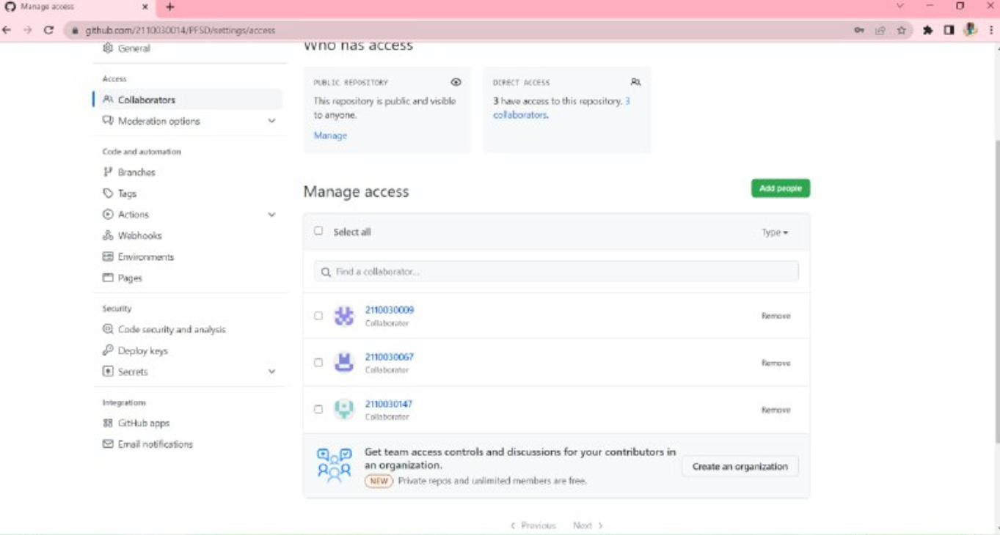 Manage access
github.com/2110030014/PFSD/settings/access
General
Access
Collaborators
Moderation options
Code and automation
Branches
Tags
Actions
Webhooks
Environments
Pages
Security
Code security and analysis
Deploy keys
Secrets
Integrations
GitHub apps
Email notifications
Who has access
PUBLIC REPOSITORY
This repository is public and visible
to anyone.
Manage
DIRECT ACCESS
3 have access to this repository. 3
collaborators.
Manage access
Add people
Select all
Type
Find a collaborator...
2110030009
Collaborator
Remove
2110030067
Collaborator
Remove
2110030147
Collaborator
Remove
Get team access controls and discussions for your contributors in
an organization.
NEW Private repos and unlimited members are free.
Create an organization
Previous Next